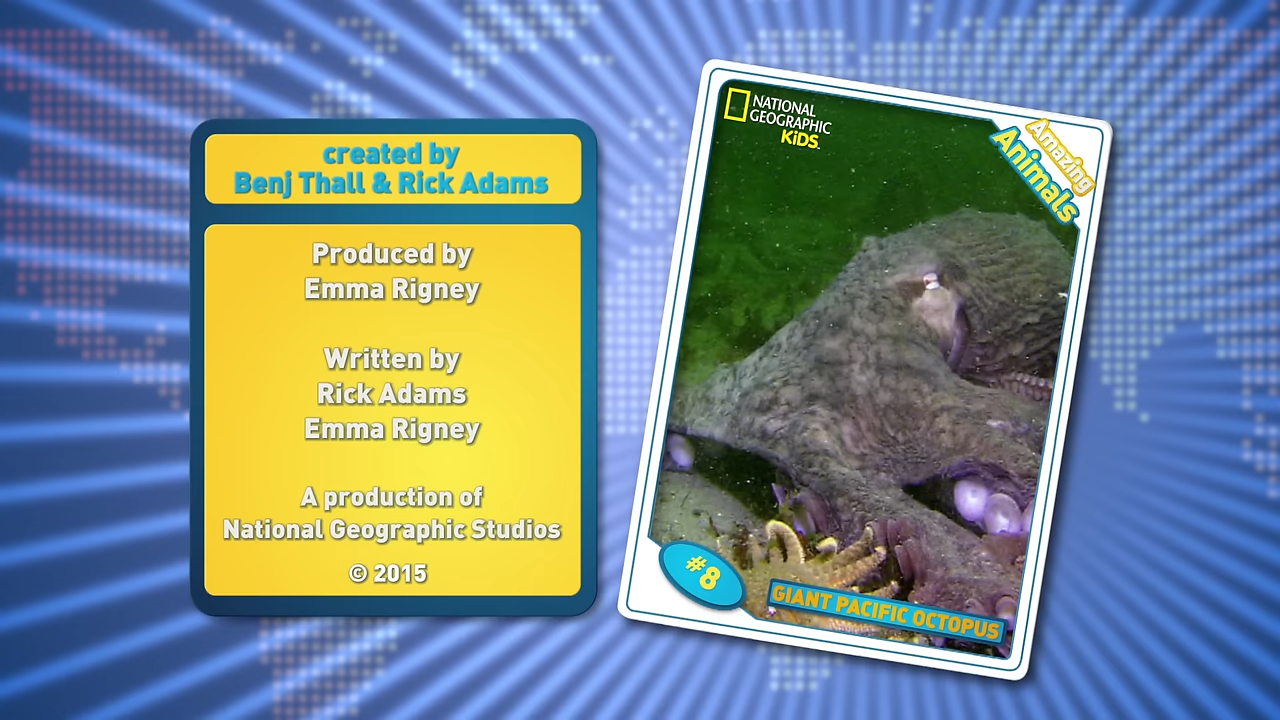 created by
Benj Thall & Rick Adams
Produced by
Emma Rigney
Written by
Rick Adams
Emma Rigney
A production of
National Geographic Studios
© 2015
NATIONAL
GEOGRAPHIC
KiDS
Amazing
Animals
#8
GIANT PACIFIC OCTOPUS